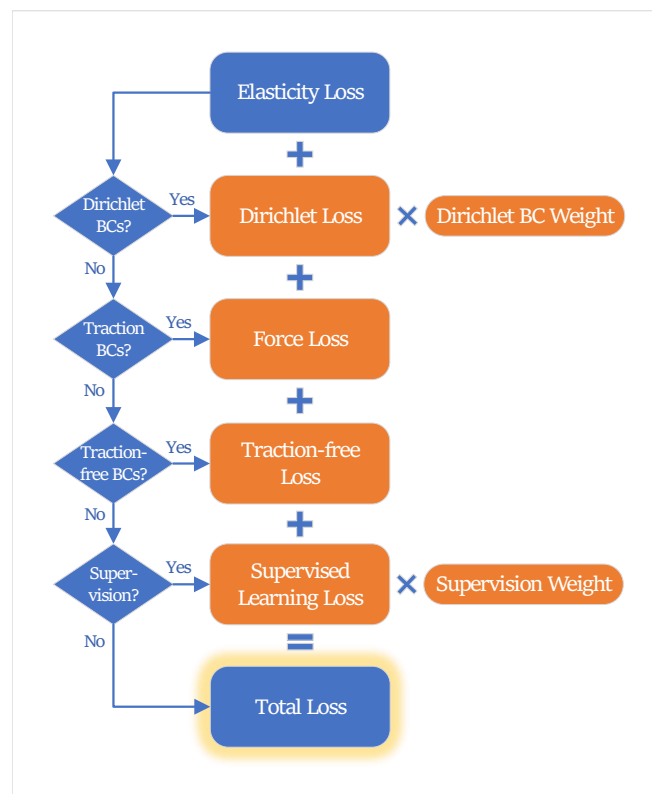 Elasticity Loss
+
Dirichlet
BCs?
Yes
Dirichlet Loss
×
Dirichlet BC Weight
No
+
Traction
BCs?
Yes
Force Loss
No
+
Traction-
free BCs?
Yes
Traction-free
Loss
No
+
Super-
vision?
Yes
Supervised
Learning Loss
×
Supervision Weight
No
=
Total Loss